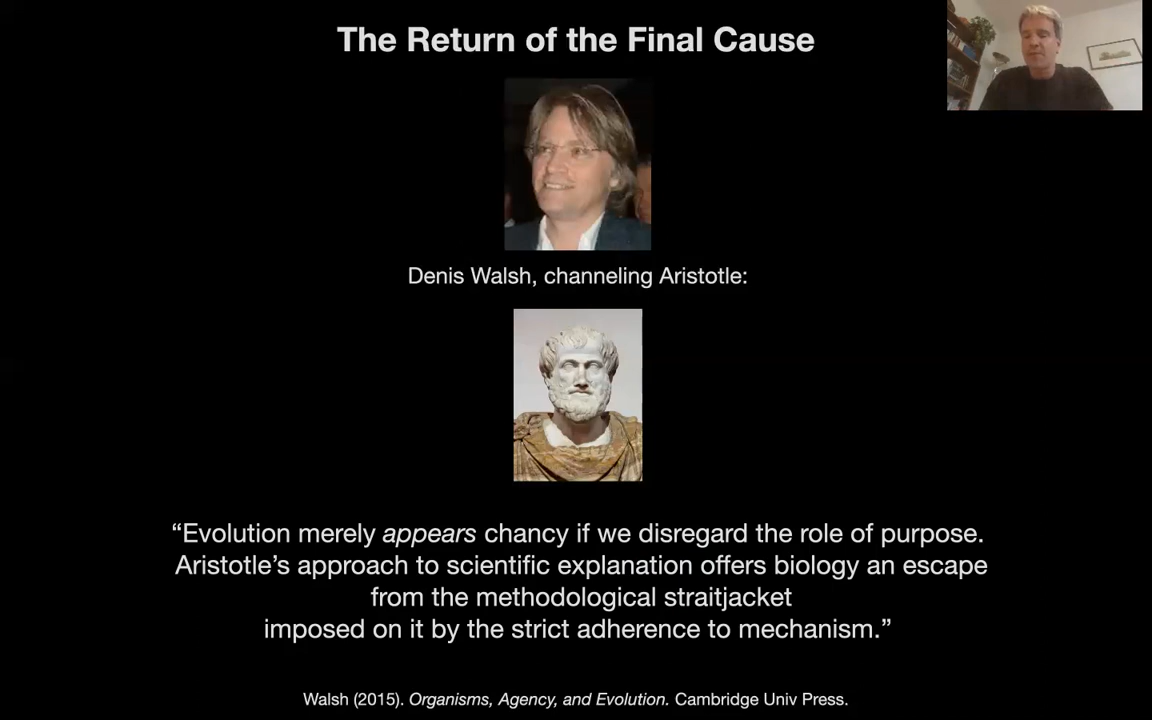 The Return of the Final Cause
Denis Walsh, channeling Aristotle:
“Evolution merely appears chancy if we disregard the role of purpose.
Aristotle’s approach to scientific explanation offers biology an escape
from the methodological straitjacket
imposed on it by the strict adherence to mechanism.”
Walsh (2015). Organisms, Agency, and Evolution. Cambridge Univ Press.